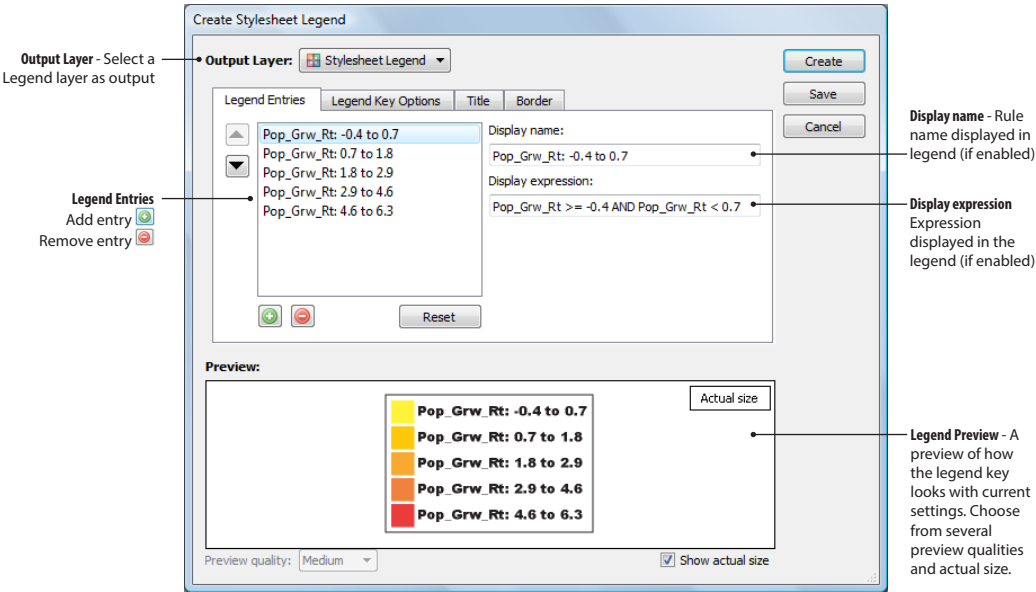 Create Stylesheet Legend
Output Layer - Select a
Legend layer as output
Output Layer: Stylesheet Legend
Create
Save
Cancel
Legend Entries Legend Key Options Title Border
Pop_Grw_Rt: -0.4 to 0.7
Pop_Grw_Rt: 0.7 to 1.8
Pop_Grw_Rt: 1.8 to 2.9
Pop_Grw_Rt: 2.9 to 4.6
Pop_Grw_Rt: 4.6 to 6.3
Display name:
Pop_Grw_Rt: -0.4 to 0.7
Display expression:
Pop_Grw_Rt >= -0.4 AND Pop_Grw_Rt < 0.7
Reset
Display name - Rule
name displayed in
legend (if enabled)
Legend Entries
Add entry
Remove entry
Display expression
Expression
displayed in the
legend (if enabled)
Preview:
Actual size
Pop_Grw_Rt: -0.4 to 0.7
Pop_Grw_Rt: 0.7 to 1.8
Pop_Grw_Rt: 1.8 to 2.9
Pop_Grw_Rt: 2.9 to 4.6
Pop_Grw_Rt: 4.6 to 6.3
Legend Preview - A
preview of how
the legend key
looks with current
settings. Choose
from several
preview qualities
and actual size.
Preview quality: Medium
Show actual size